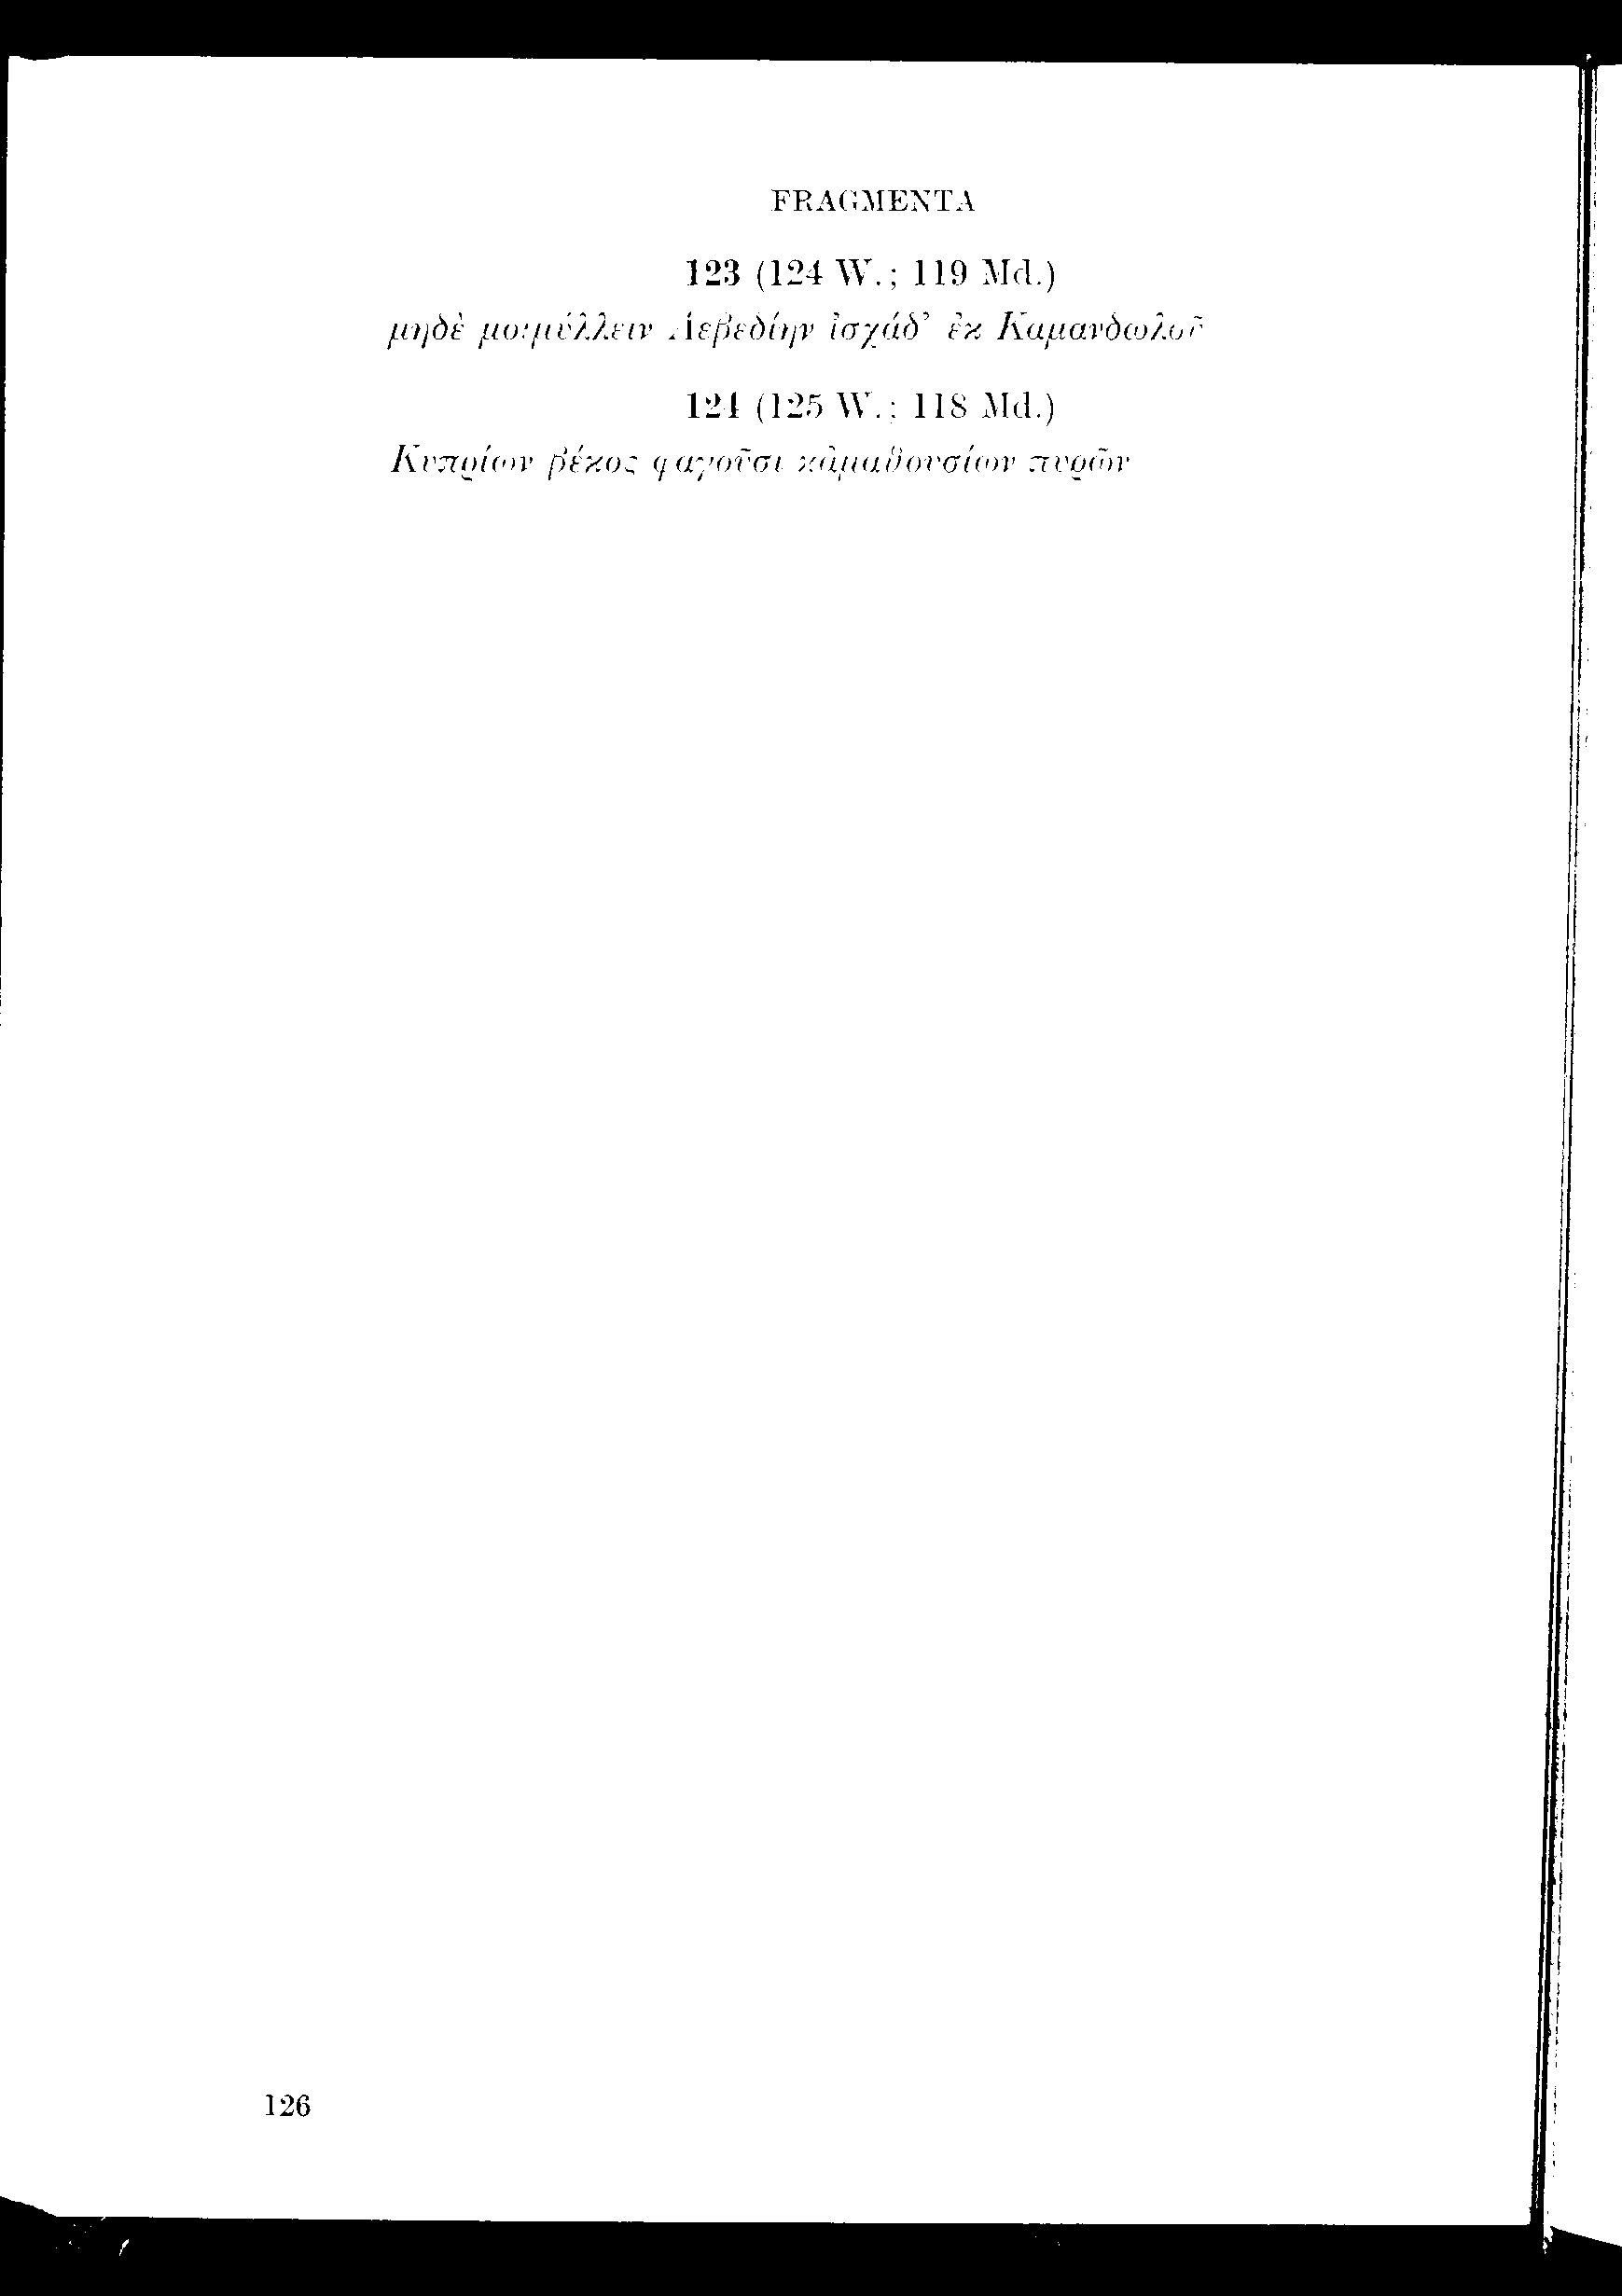 FRAGMENTA
123 (124 W.; 119 Md.)
μηδὲ μοιμύλλειν Λεβεδίην ἰσχάδ’ ἐκ Καμανδωλοῦ
124 (125 W.; 118 Md.)
Κυπρίων βέκος φαγοῦσι κἀμαθουσίων πυρῶν
126